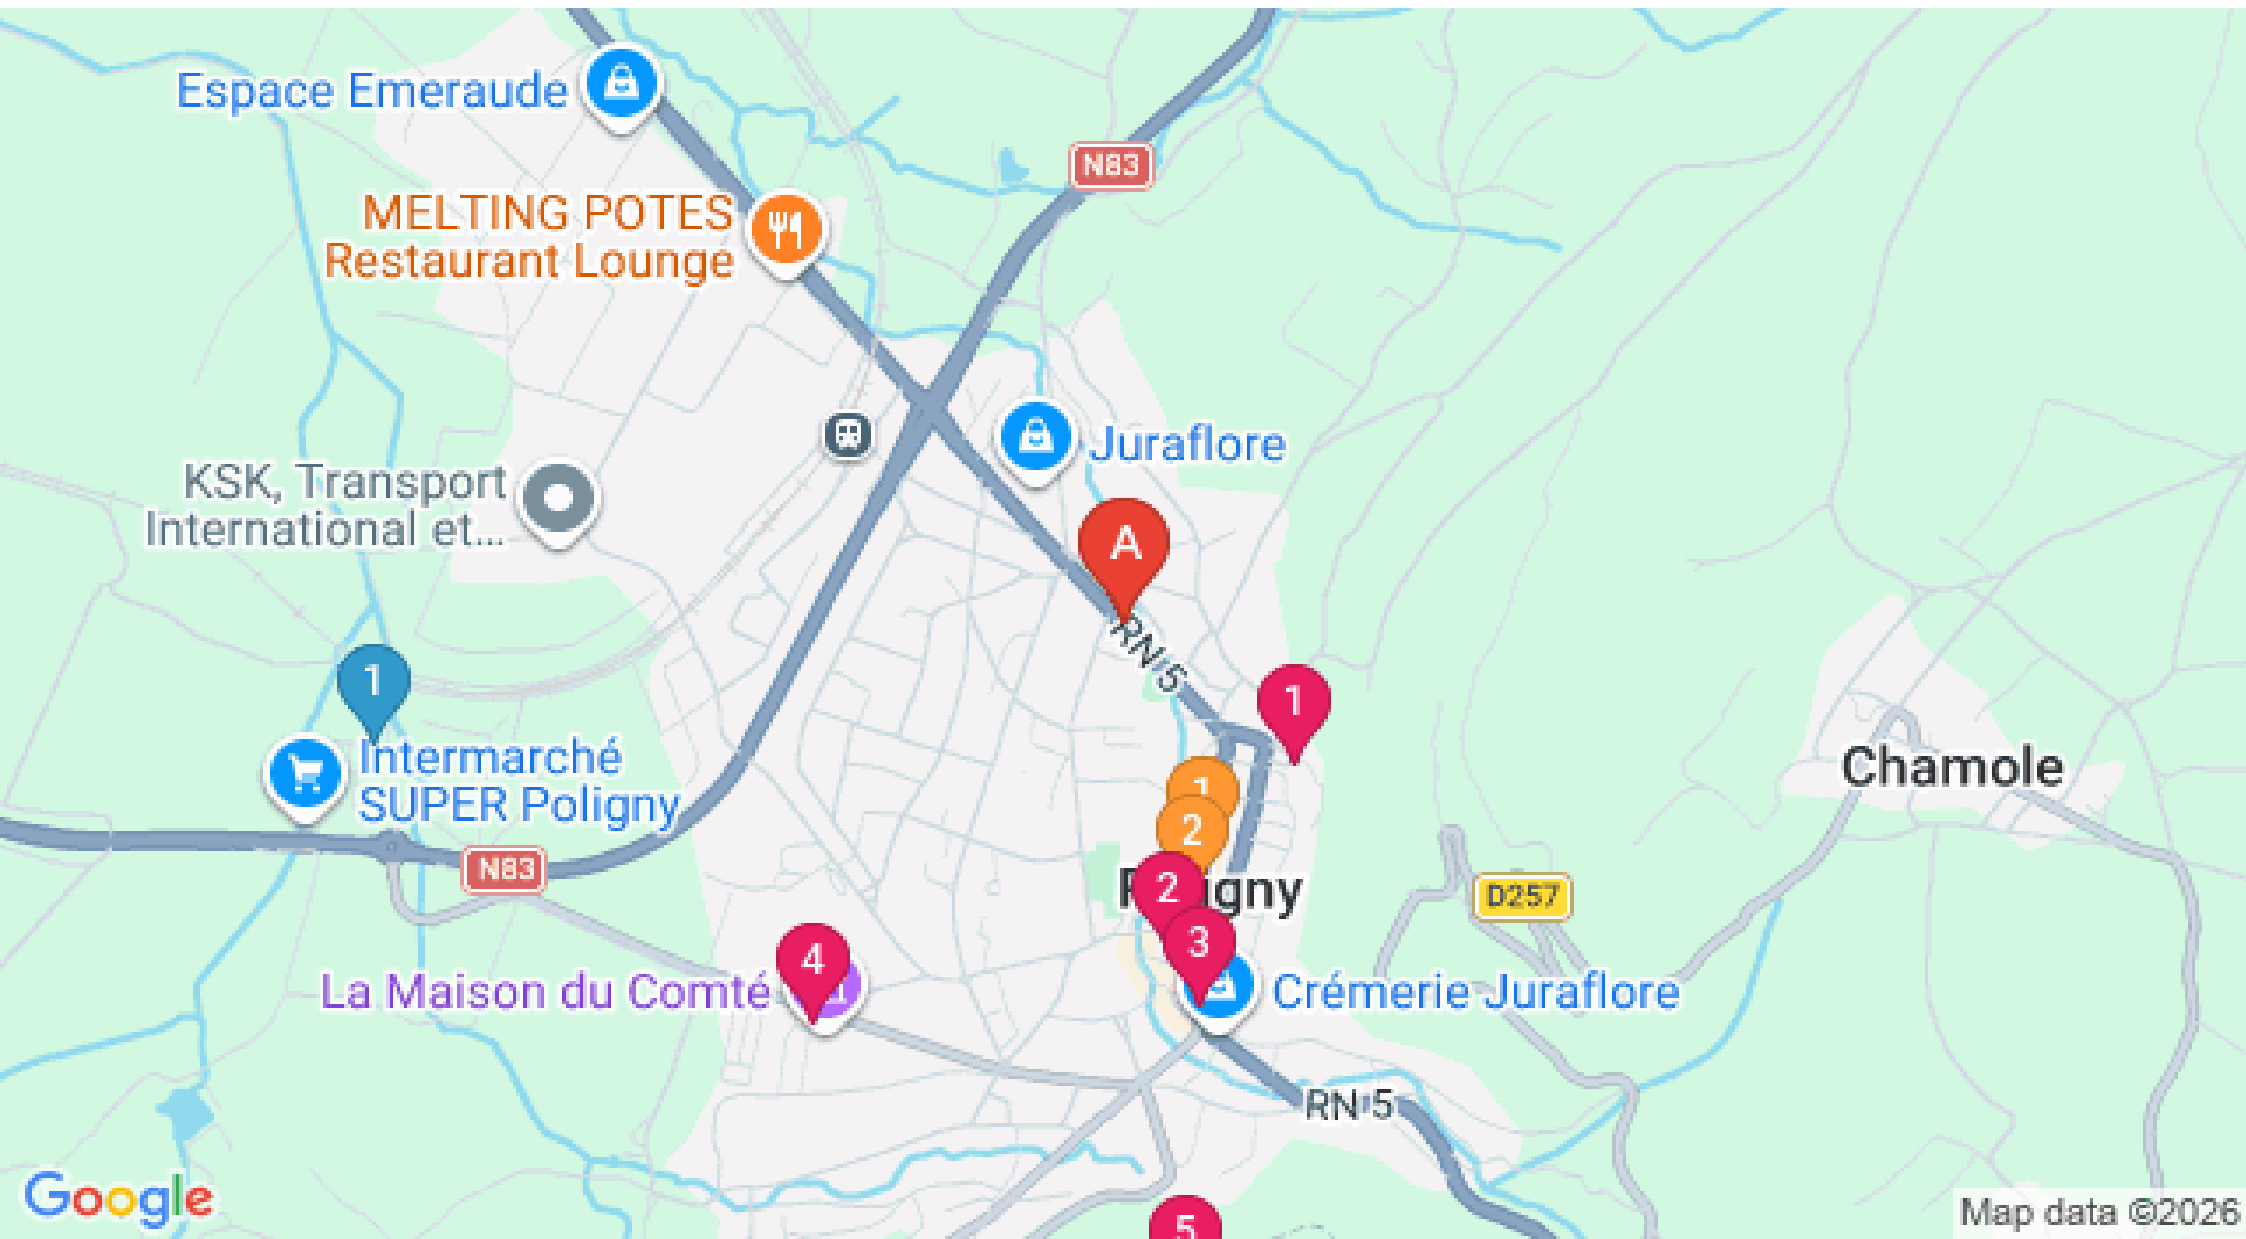 Espace Emeraude
N83
MELTING POTES
Restaurant Lounge
Juraflore
KSK, Transport
International et...
A
RN 5
1
1
Intermarché
SUPER Poligny
1
2
Chamole
N83
2
D257
3
4
La Maison du Comté
Crémerie Juraflore
RN 5
5
Google
Map data ©2026